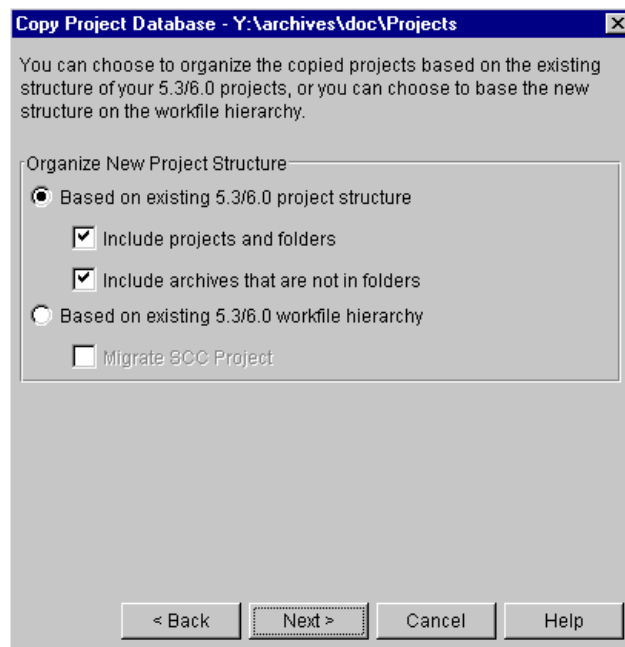 Copy Project Database - Y:\archives\doc\Projects
You can choose to organize the copied projects based on the existing
structure of your 5.3/6.0 projects, or you can choose to base the new
structure on the workfile hierarchy.
Organize New Project Structure
Based on existing 5.3/6.0 project structure
Include projects and folders
Include archives that are not in folders
Based on existing 5.3/6.0 workfile hierarchy
Migrate SCC Project
< Back Next > Cancel Help